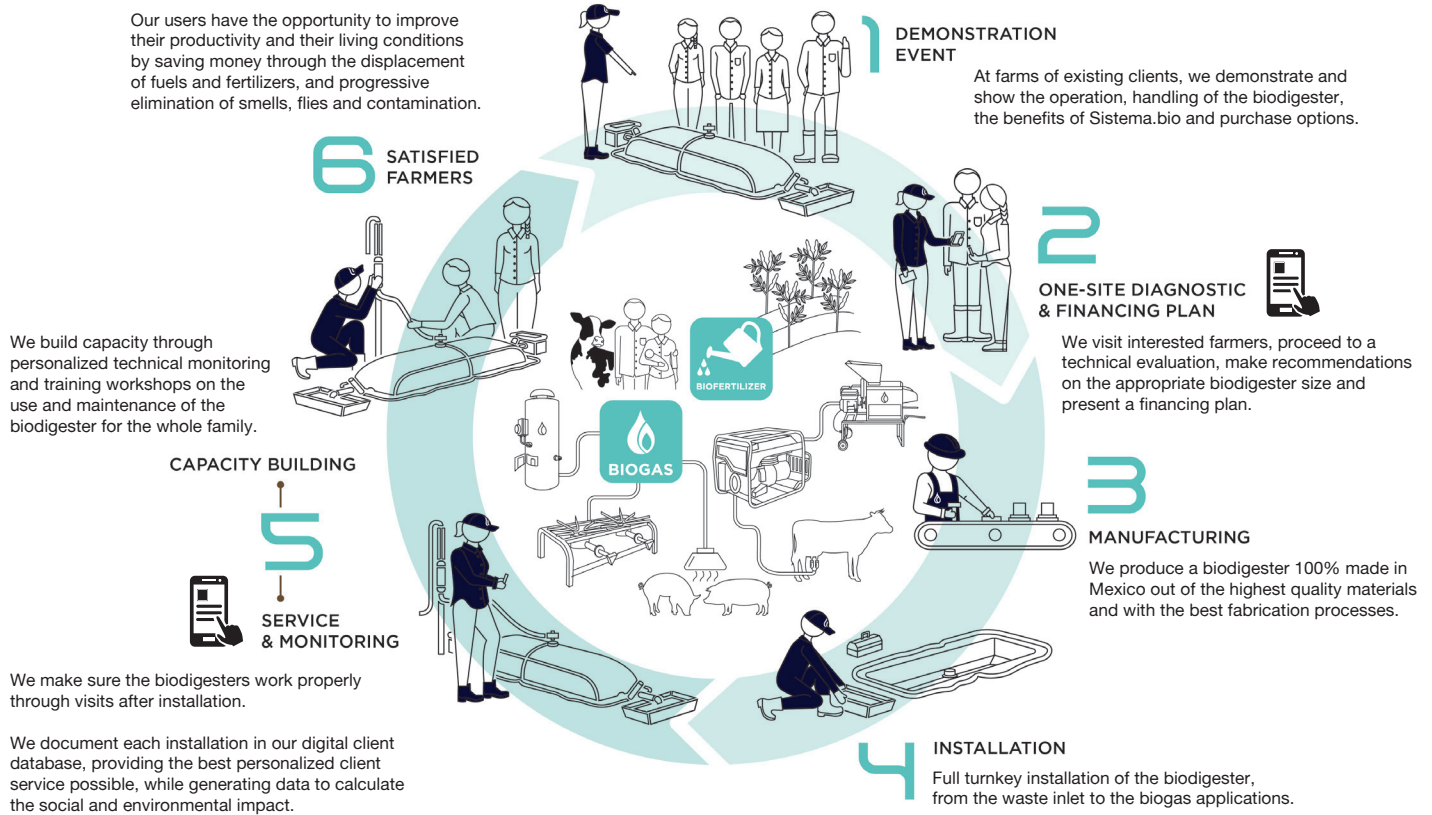 1
DEMONSTRATION
EVENT
At farms of existing clients, we demonstrate and
show the operation, handling of the biodigester,
the benefits of Sistema.bio and purchase options.
2
ONE-SITE DIAGNOSTIC
& FINANCING PLAN
We visit interested farmers, proceed to a
technical evaluation, make recommendations
on the appropriate biodigester size and
present a financing plan.
3
MANUFACTURING
We produce a biodigester 100% made in
Mexico out of the highest quality materials
and with the best fabrication processes.
4
INSTALLATION
Full turnkey installation of the biodigester,
from the waste inlet to the biogas applications.
We build capacity through
personalized technical monitoring
and training workshops on the
use and maintenance of the
biodigester for the whole family.
CAPACITY BUILDING
5
SERVICE
& MONITORING
We make sure the biodigesters work properly
through visits after installation.
We document each installation in our digital client
database, providing the best personalized client
service possible, while generating data to calculate
the social and environmental impact.
Our users have the opportunity to improve
their productivity and their living conditions
by saving money through the displacement
of fuels and fertilizers, and progressive
elimination of smells, flies and contamination.
6
SATISFIED
FARMERS
BIOFERTILIZER
BIOGAS